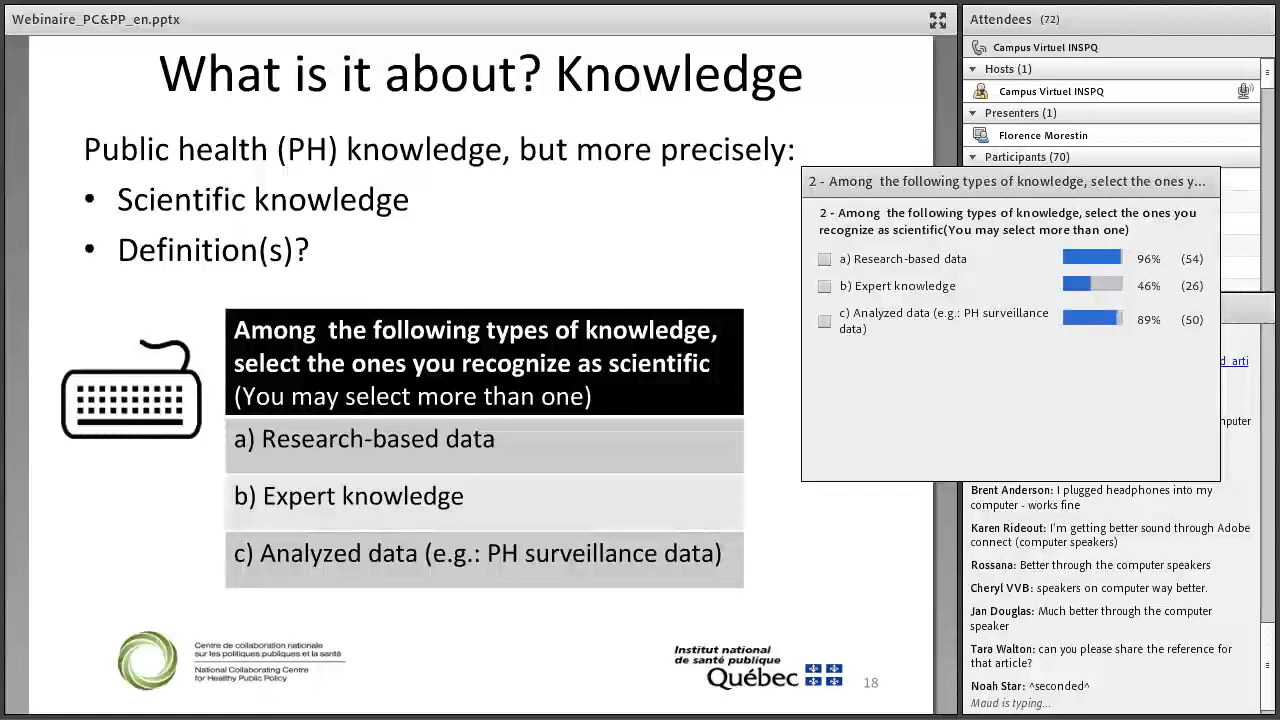 Webinaire_PC&PP_en.pptx
What is it about? Knowledge
Public health (PH) knowledge, but more precisely:
• Scientific knowledge
• Definition(s)?
Among the following types of knowledge,
select the ones you recognize as scientific
(You may select more than one)
a) Research-based data
b) Expert knowledge
c) Analyzed data (e.g.: PH surveillance data)
Centre de collaboration nationale
sur les politiques publiques et la santé
National Collaborating Centre
for Healthy Public Policy
Institut national
de santé publique
Québec
18
Attendees (72)
Campus Virtuel INSPQ
Hosts (1)
Campus Virtuel INSPQ
Presenters (1)
Florence Morestin
Participants (70)
2 - Among the following types of knowledge, select the ones y...
2 - Among the following types of knowledge, select the ones you
recognize as scientific(You may select more than one)
a) Research-based data 96% (54)
b) Expert knowledge 46% (26)
c) Analyzed data (e.g.: PH surveillance
data) 89% (50)
d_arti
nputer
Brent Anderson: I plugged headphones into my
computer - works fine
Karen Rideout: I'm getting better sound through Adobe
connect (computer speakers)
Rossana: Better through the computer speakers
Cheryl VVB: speakers on computer way better.
Jan Douglas: Much better through the computer
speaker
Tara Walton: can you please share the reference for
that article?
Noah Star: ^seconded^
Maud is typing...